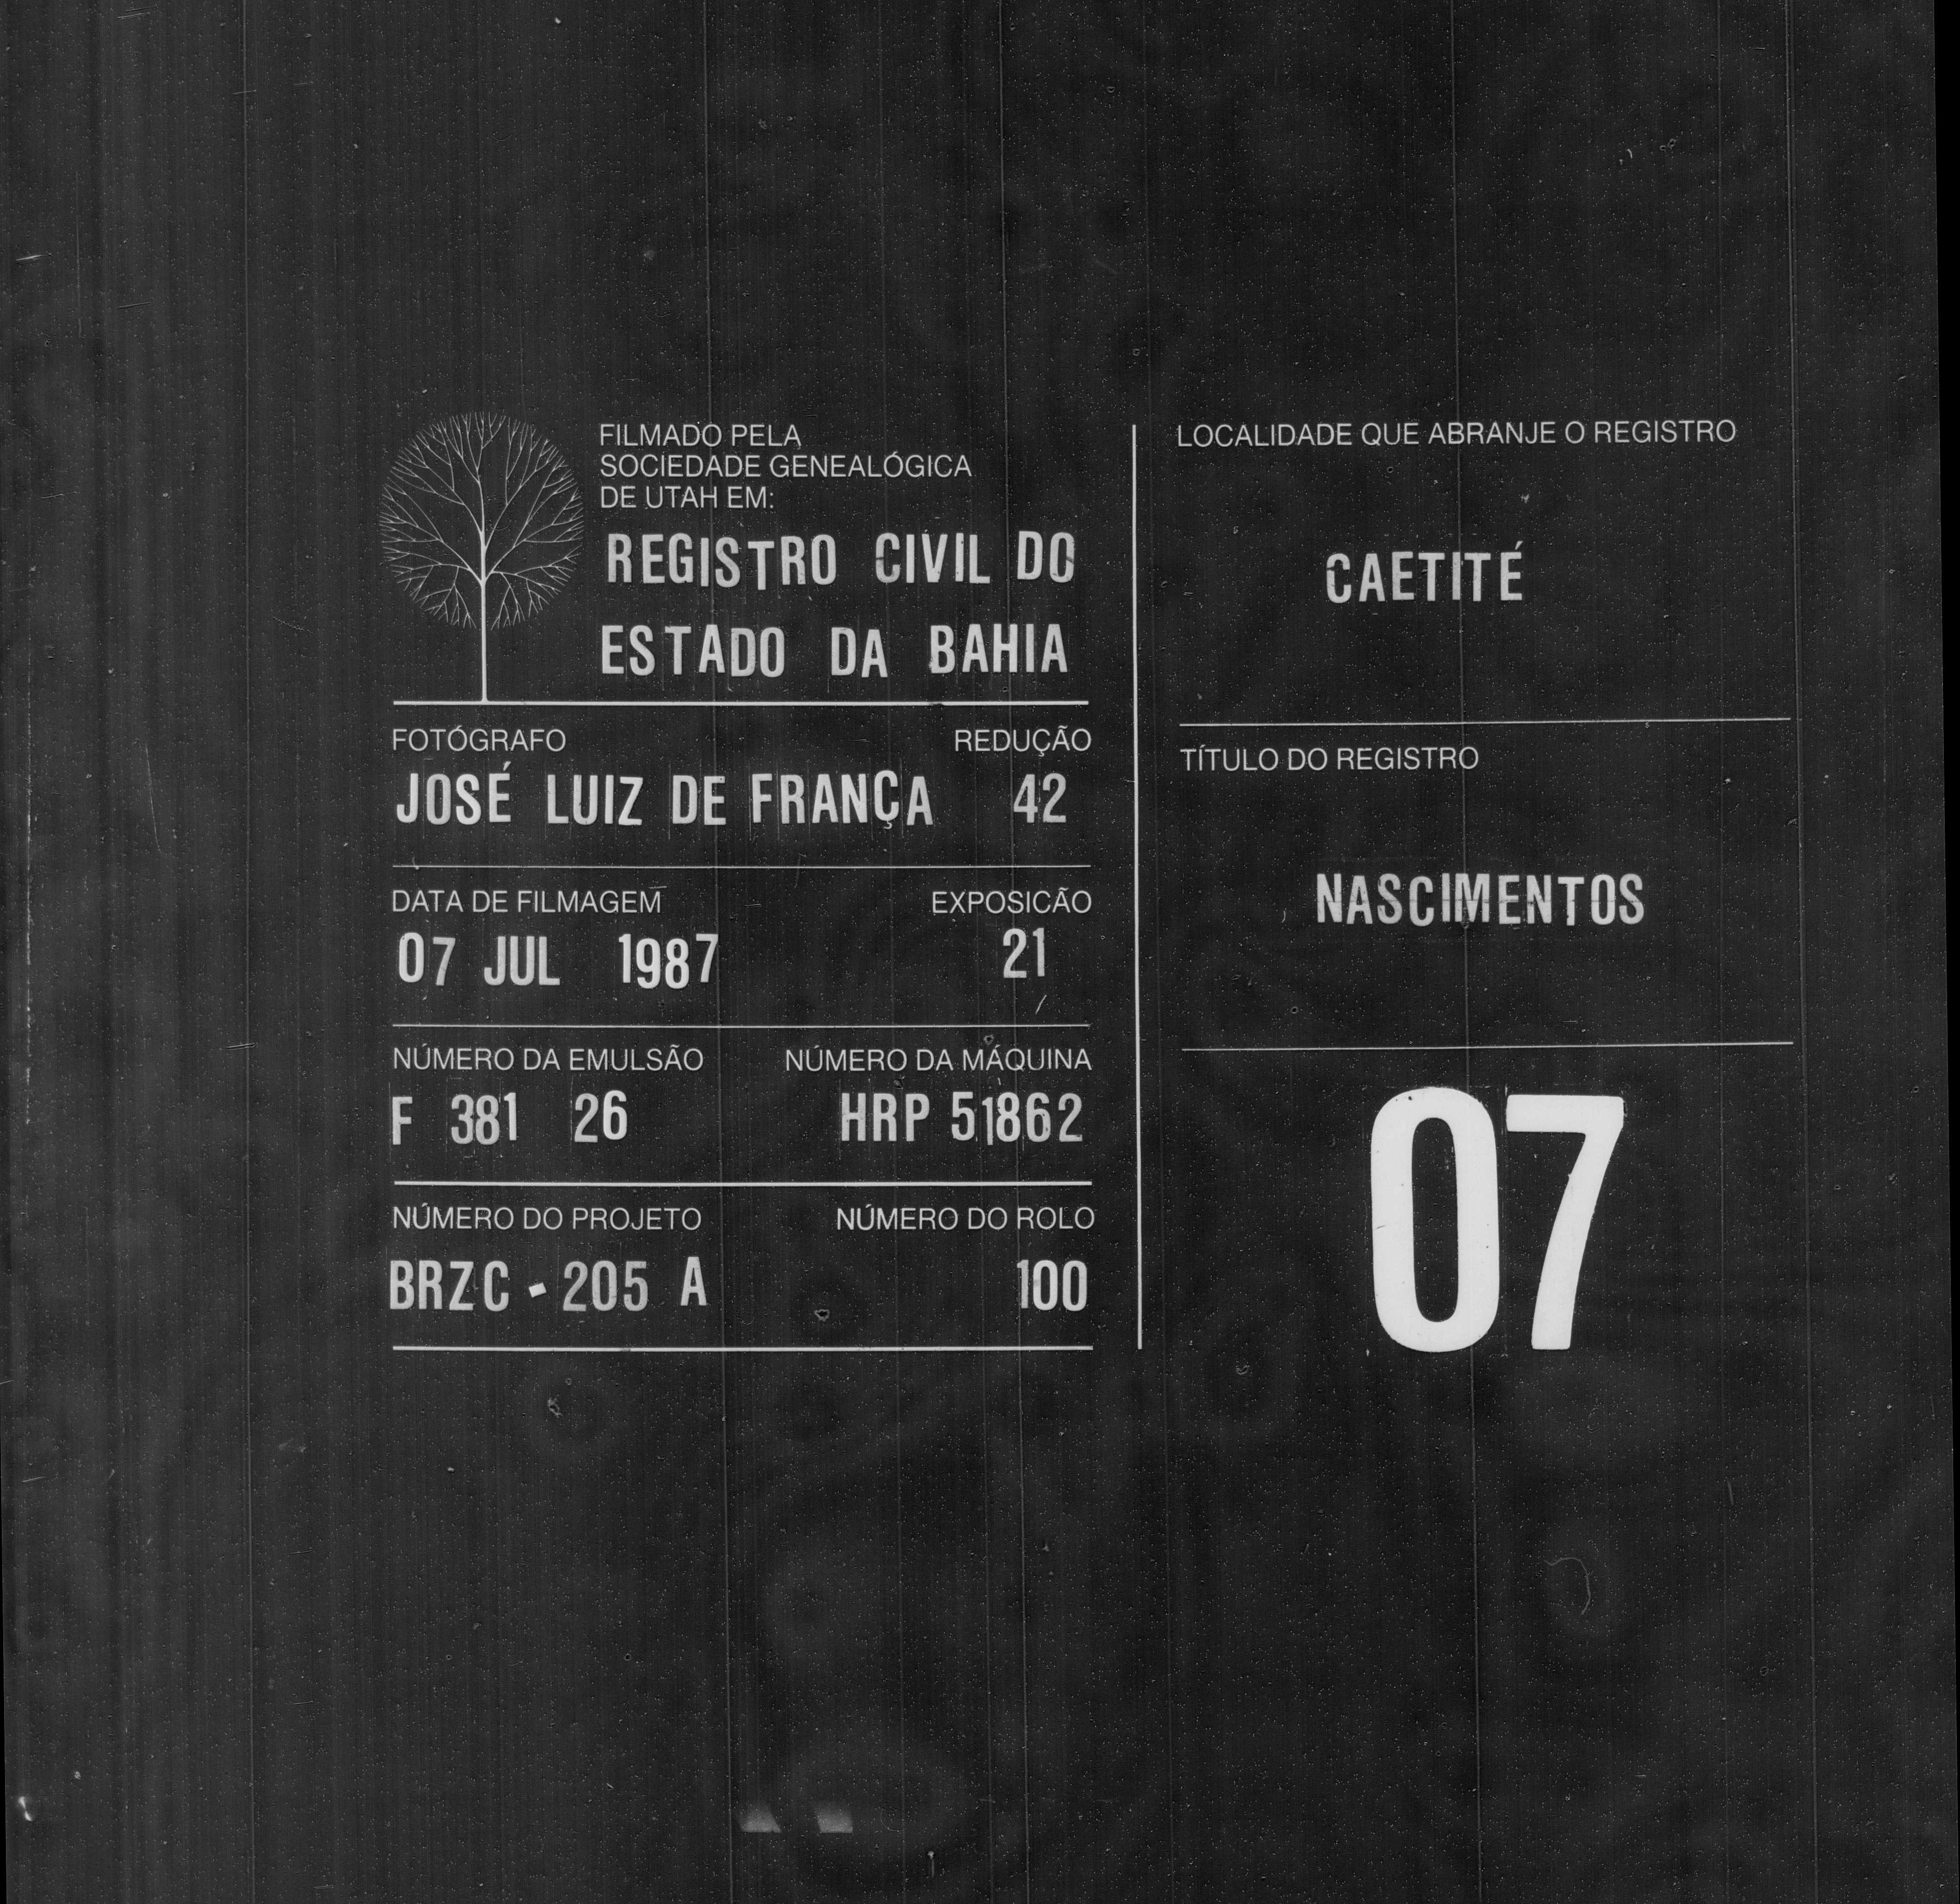 FILMADO PELA
SOCIEDADE GENEALÓGICA
DE UTAH EM:
REGISTRO CIVIL DO
ESTADO DA BAHIA
FOTÓGRAFO REDUÇÃO
JOSÉ LUIZ DE FRANÇA 42
DATA DE FILMAGEM EXPOSICÃO
07 JUL 1987 21
NÚMERO DA EMULSÃO NÚMERO DA MÁQUINA
F 381 26 HRP 51862
NÚMERO DO PROJETO NÚMERO DO ROLO
BRZC · 205 A 100
LOCALIDADE QUE ABRANJE O REGISTRO
CAETITÉ
TÍTULO DO REGISTRO
NASCIMENTOS
07